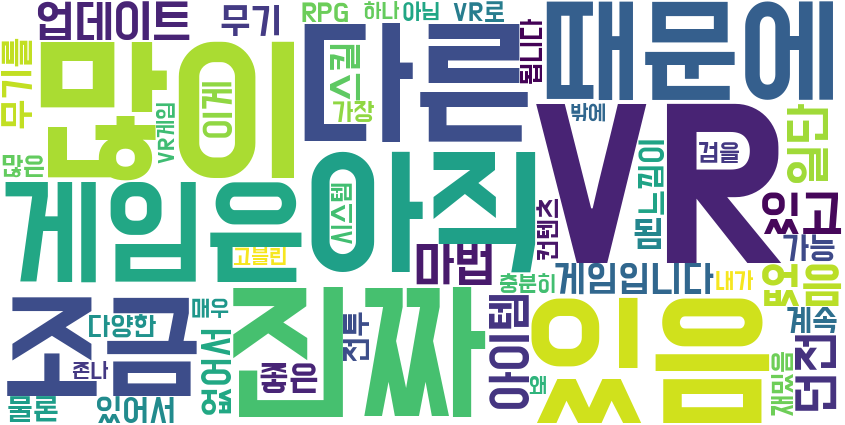 업데이트
무기
RPG
하나
아님
VR로
무기를
많이
이게
스킬
다른
됩니다
때문에
가장
VR게임
밖에
VR
검을
일단
많은
게임은
아직
시스템
느낌이
됨
있고
컨텐츠
고블린
마법
가능
충분히
게임입니다
내가
없음
조금
다양한
매우
진짜
전투
아이템
있음
계속
던전
존나
없어서
좋은
왜
재밌음
물론
있어서